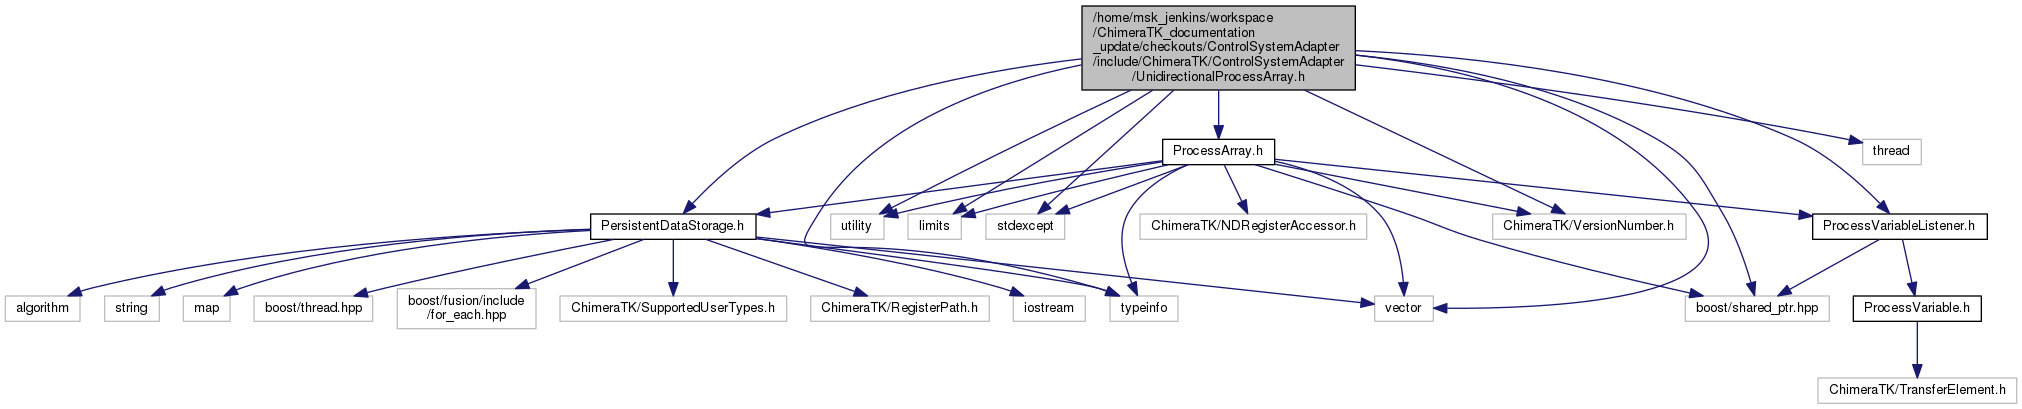 /home/msk_jenkins/workspace
/ChimeraTK_documentation
_update/checkouts/ControlSystemAdapter
/include/ChimeraTK/ControlSystemAdapter
/UnidirectionalProcessArray.h
ProcessArray.h
thread
PersistentDataStorage.h
utility
limits
stdexcept
ChimeraTK/NDRegisterAccessor.h
ChimeraTK/VersionNumber.h
ProcessVariableListener.h
algorithm
string
map
boost/thread.hpp
boost/fusion/include
/for_each.hpp
ChimeraTK/SupportedUserTypes.h
ChimeraTK/RegisterPath.h
iostream
typeinfo
vector
boost/shared_ptr.hpp
ProcessVariable.h
ChimeraTK/TransferElement.h